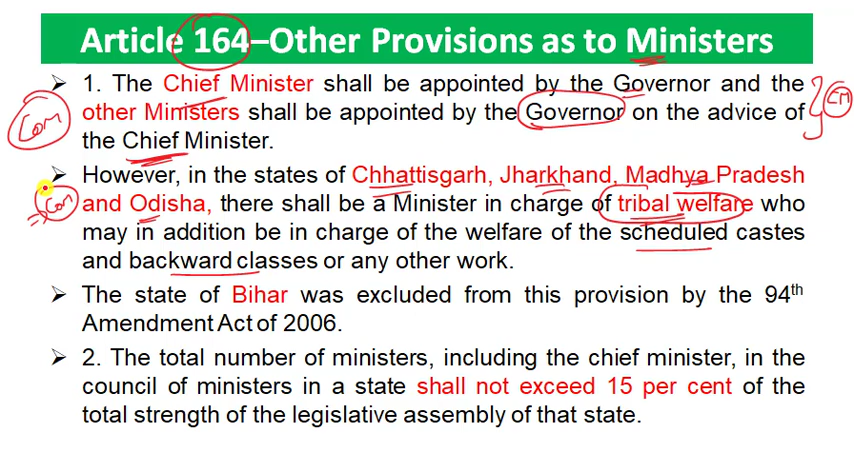 Article 164–Other Provisions as to Ministers
➢ 1. The Chief Minister shall be appointed by the Governor and the
other Ministers shall be appointed by the Governor on the advice of
the Chief Minister.
CoM
CM
➢ However, in the states of Chhattisgarh, Jharkhand, Madhya Pradesh
and Odisha, there shall be a Minister in charge of tribal welfare who
may in addition be in charge of the welfare of the scheduled castes
and backward classes or any other work.
CoM
➢ The state of Bihar was excluded from this provision by the 94th
Amendment Act of 2006.
➢ 2. The total number of ministers, including the chief minister, in the
council of ministers in a state shall not exceed 15 per cent of the
total strength of the legislative assembly of that state.